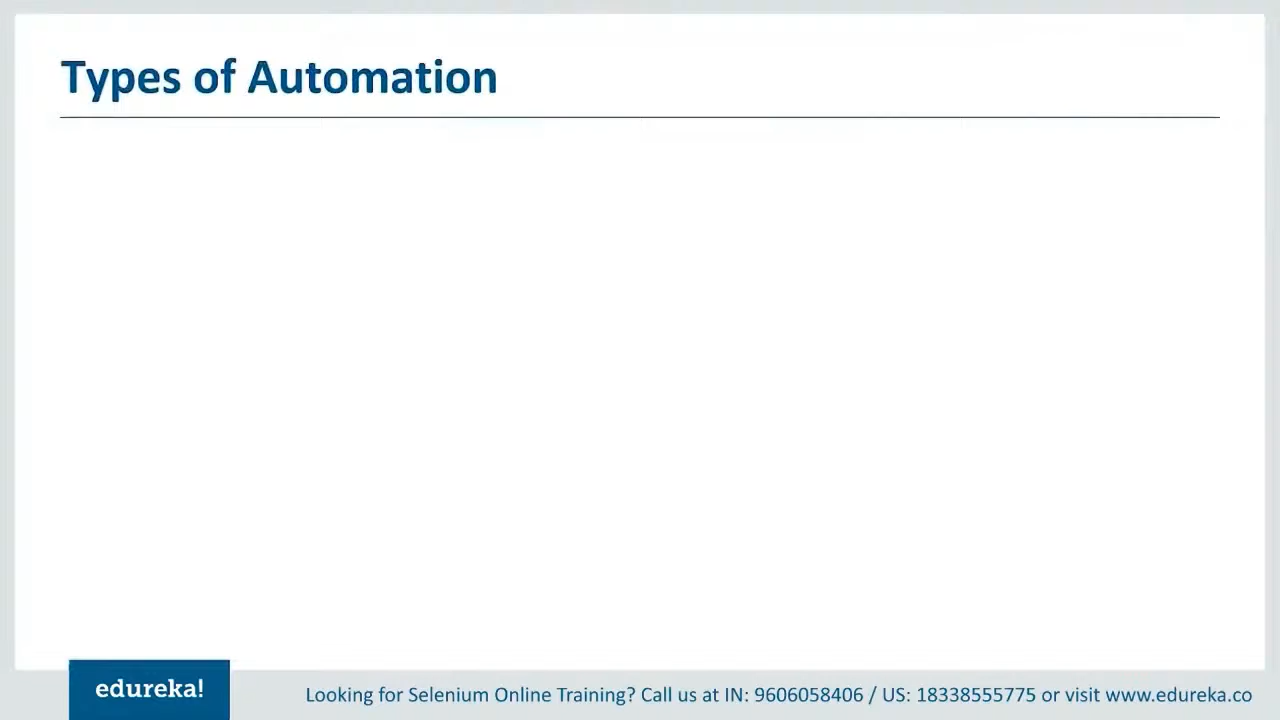 Types of Automation
edureka!
Looking for Selenium Online Training? Call us at IN: 9606058406 / US: 18338555775 or visit www.edureka.co